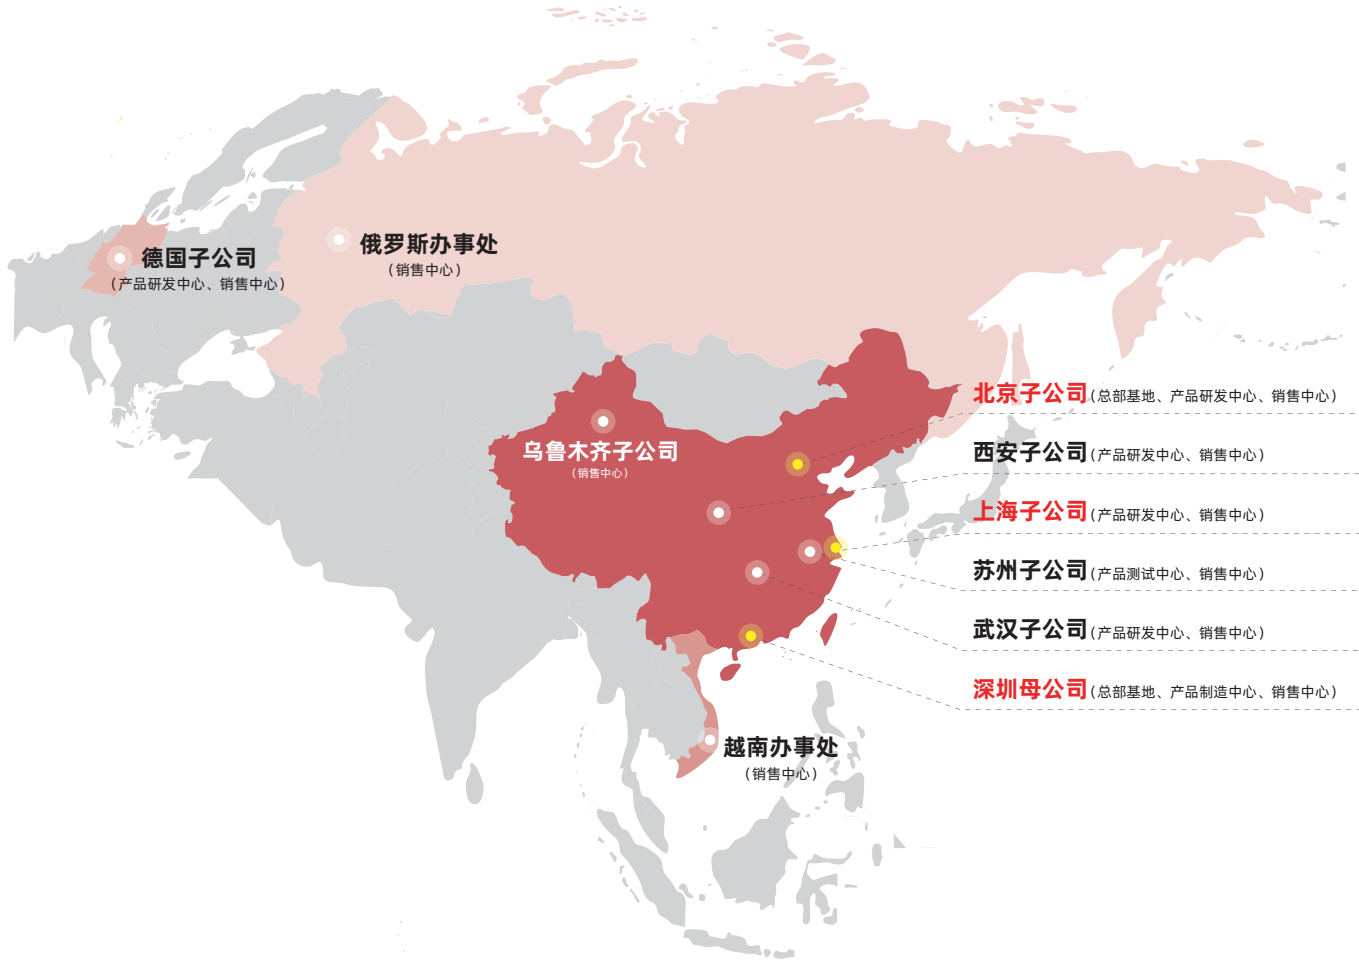 俄罗斯办事处
(销售中心)
德国子公司
(产品研发中心、销售中心)
北京子公司(总部基地、产品研发中心、销售中心)
乌鲁木齐子公司
(销售中心)
西安子公司(产品研发中心、销售中心)
上海子公司(产品研发中心、销售中心)
苏州子公司(产品测试中心、销售中心)
武汉子公司(产品研发中心、销售中心)
深圳母公司(总部基地、产品制造中心、销售中心)
越南办事处
(销售中心)